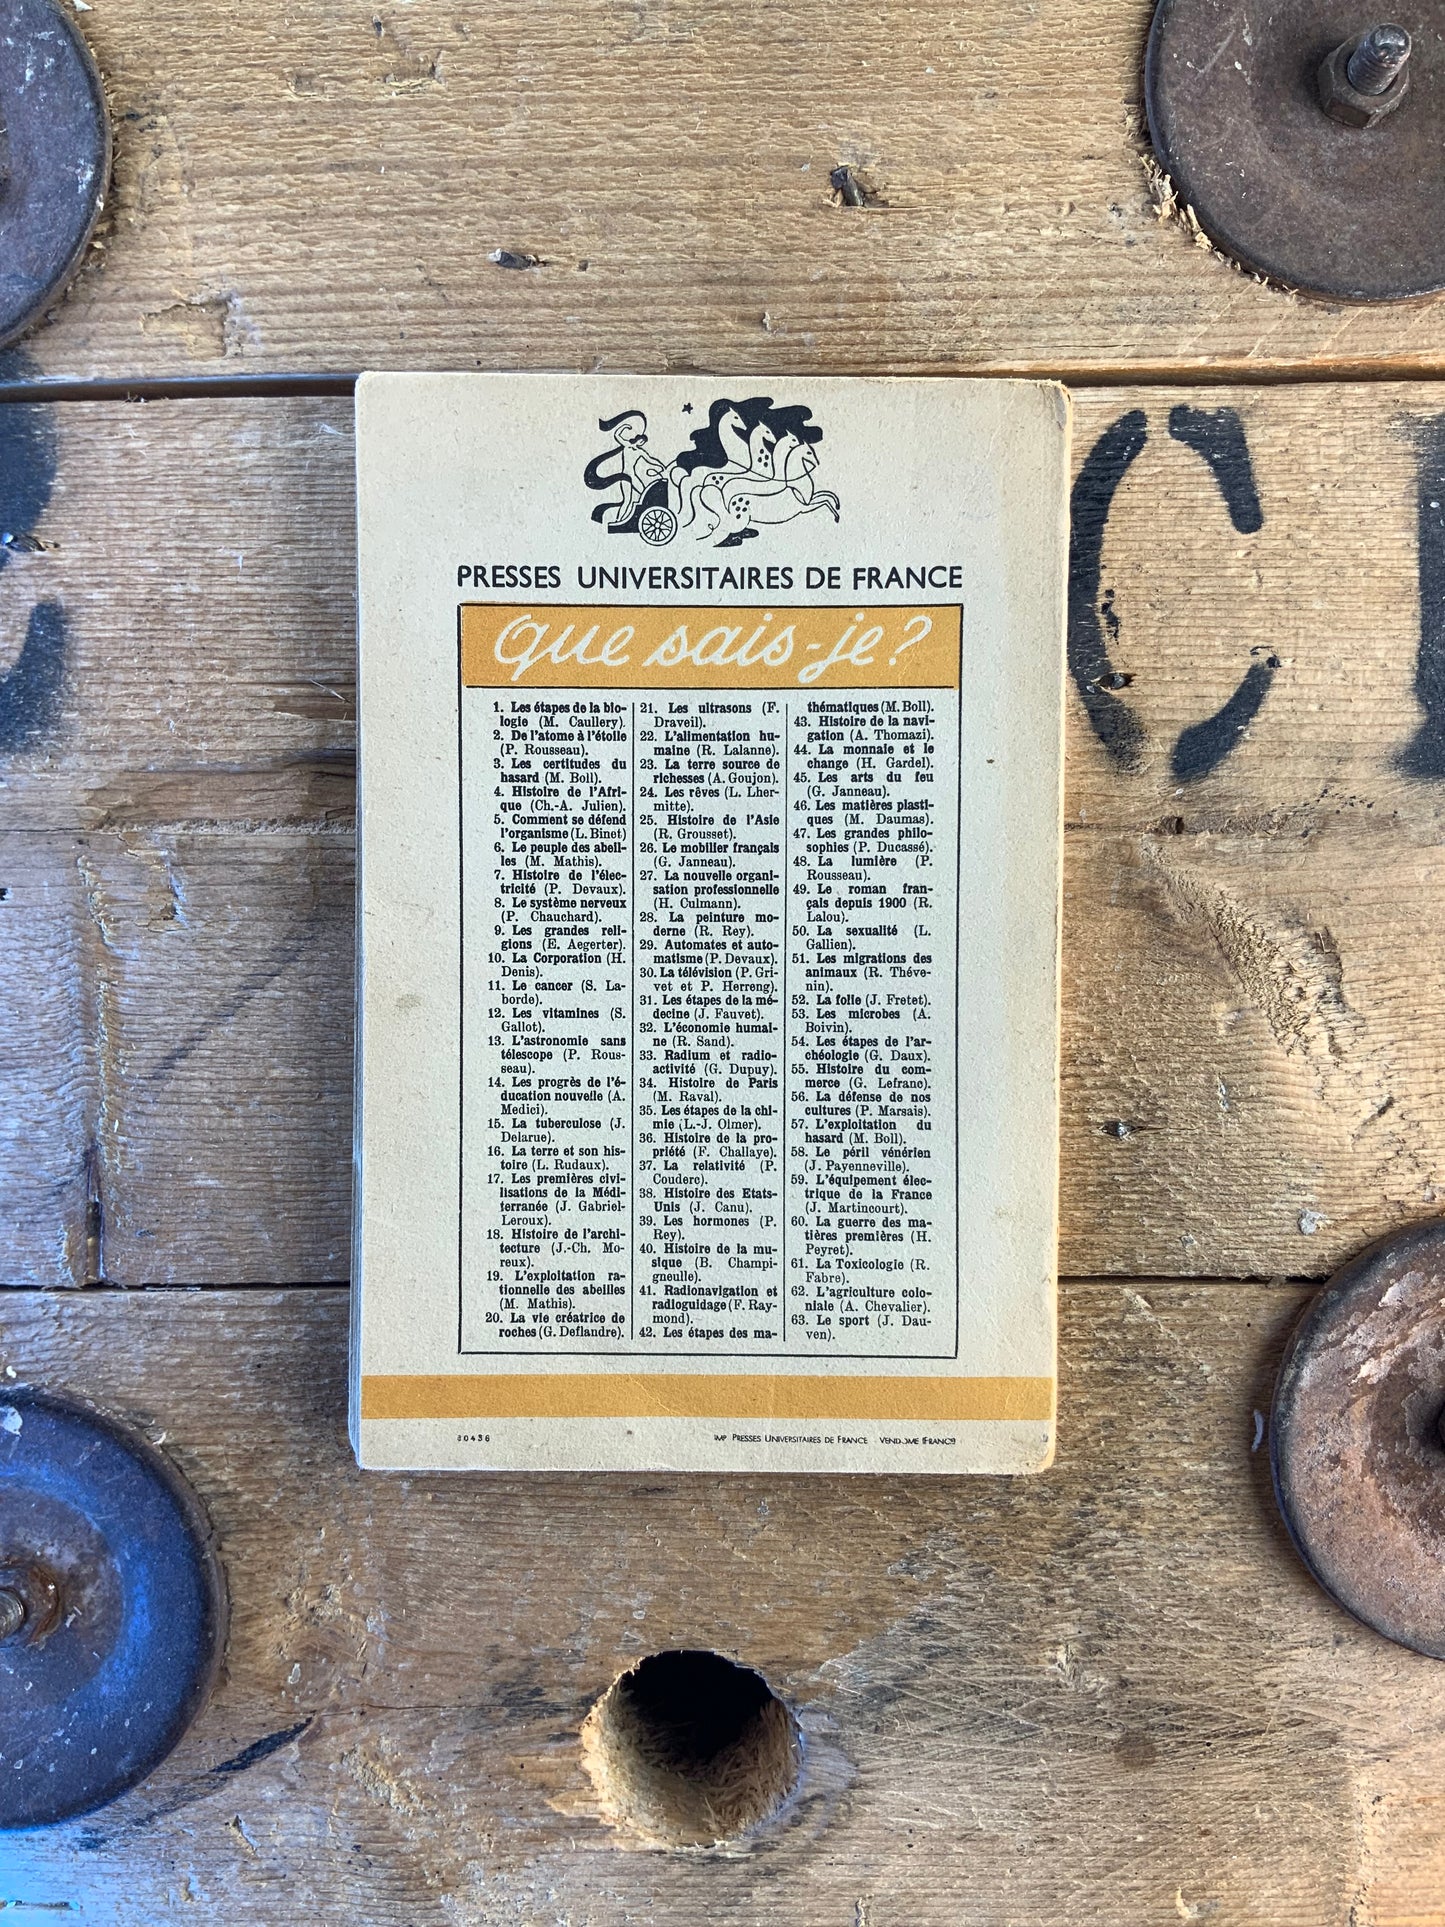 PRESSES UNIVERSITAIRES DE FRANCE
Que sais-je?
1. Les étapes de la bio-
logie (M. Caullery).
2. De l'atome à l'étoile
(P. Rousseau).
3. Les certitudes du
hasard (M. Boll).
4. Histoire de l'Afri-
que (Ch.-A. Julien).
5. Comment se défend
l'organisme (L. Binet)
6. Le peuple des abeil-
les (M. Mathis).
7. Histoire de l'élec-
tricité (P. Devaux).
8. Le système nerveux
(P. Chauchard).
9. Les grandes reli-
gions (E. Aegerter).
10. La Corporation (H.
Denis).
11. Le cancer (S. La-
borde).
12. Les vitamines (S.
Gallot).
13. L'astronomie sans
télescope (P. Rous-
seau).
14. Les progrès de l'é-
ducation nouvelle (A.
Medici).
15. La tuberculose (J.
Delarue).
16. La terre et son his-
toire (L. Rudaux).
17. Les premières civi-
lisations de la Médi-
terranée (J. Gabriel-
Leroux).
18. Histoire de l'archi-
tecture (J.-Ch. Mo-
reux).
19. L'exploitation ra-
tionnelle des abeilles
(M. Mathis).
20. La vie créatrice de
roches (G. Deflandre).
21. Les ultrasons (F.
Draveil).
22. L'alimentation hu-
maine (R. Lalanne).
23. La terre source de
richesses (A. Goujon).
24. Les rêves (L. Lher-
mitte).
25. Histoire de l'Asie
(R. Grousset).
26. Le mobilier français
(G. Janneau).
27. La nouvelle organi-
sation professionnelle
(H. Culmann).
28. La peinture mo-
derne (R. Rey).
29. Automates et auto-
matisme (P. Devaux).
30. La télévision (P. Gri-
vet et P. Herreng).
31. Les étapes de la mé-
decine (J. Fauvet).
32. L'économie humai-
ne (R. Sand).
33. Radium et radio-
activité (G. Dupuy).
34. Histoire de Paris
(M. Raval).
35. Les étapes de la chi-
mie (L.-J. Olmer).
36. Histoire de la pro-
priété (F. Challaye).
37. La relativité (P.
Couderc).
38. Histoire des Etats-
Unis (J. Canu).
39. Les hormones (P.
Rey).
40. Histoire de la mu-
sique (B. Champi-
gneulle).
41. Radionavigation et
radioguidage (F. Ray-
mond).
42. Les étapes des ma-
thématiques (M. Boll).
43. Histoire de la navi-
gation (A. Thomazi).
44. La monnaie et le
change (H. Gardel).
45. Les arts du feu
(G. Janneau).
46. Les matières plasti-
ques (M. Daumas).
47. Les grandes philo-
sophies (P. Ducassé).
48. La lumière (P.
Rousseau).
49. Le roman fran-
çais depuis 1900 (R.
Lalou).
50. La sexualité (L.
Gallien).
51. Les migrations des
animaux (R. Théve-
nin).
52. La folie (J. Fretet).
53. Les microbes (A.
Boivin).
54. Les étapes de l'ar-
chéologie (G. Daux).
55. Histoire du com-
merce (G. Lefranc).
56. La défense de nos
cultures (P. Marsais).
57. L'exploitation du
hasard (M. Boll).
58. Le péril vénérien
(J. Payenneville).
59. L'équipement élec-
trique de la France
(J. Martincourt).
60. La guerre des ma-
tières premières (H.
Peyret).
61. La Toxicologie (R.
Fabre).
62. L'agriculture colo-
niale (A. Chevalier).
63. Le sport (J. Dau-
ven).
IMP PRESSES UNIVERSITAIRES DE FRANCE VENDOME (FRANCE)
C